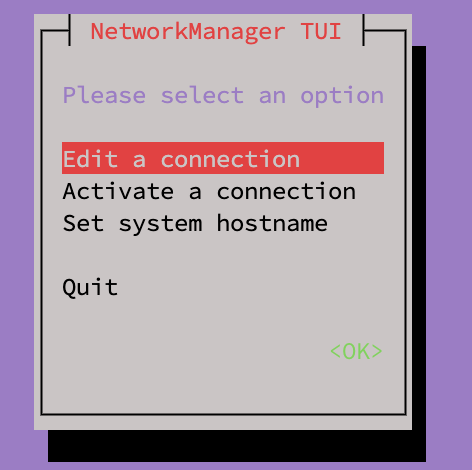 NetworkManager TUI
Please select an option
Edit a connection
Activate a connection
Set system hostname
Quit
<OK>